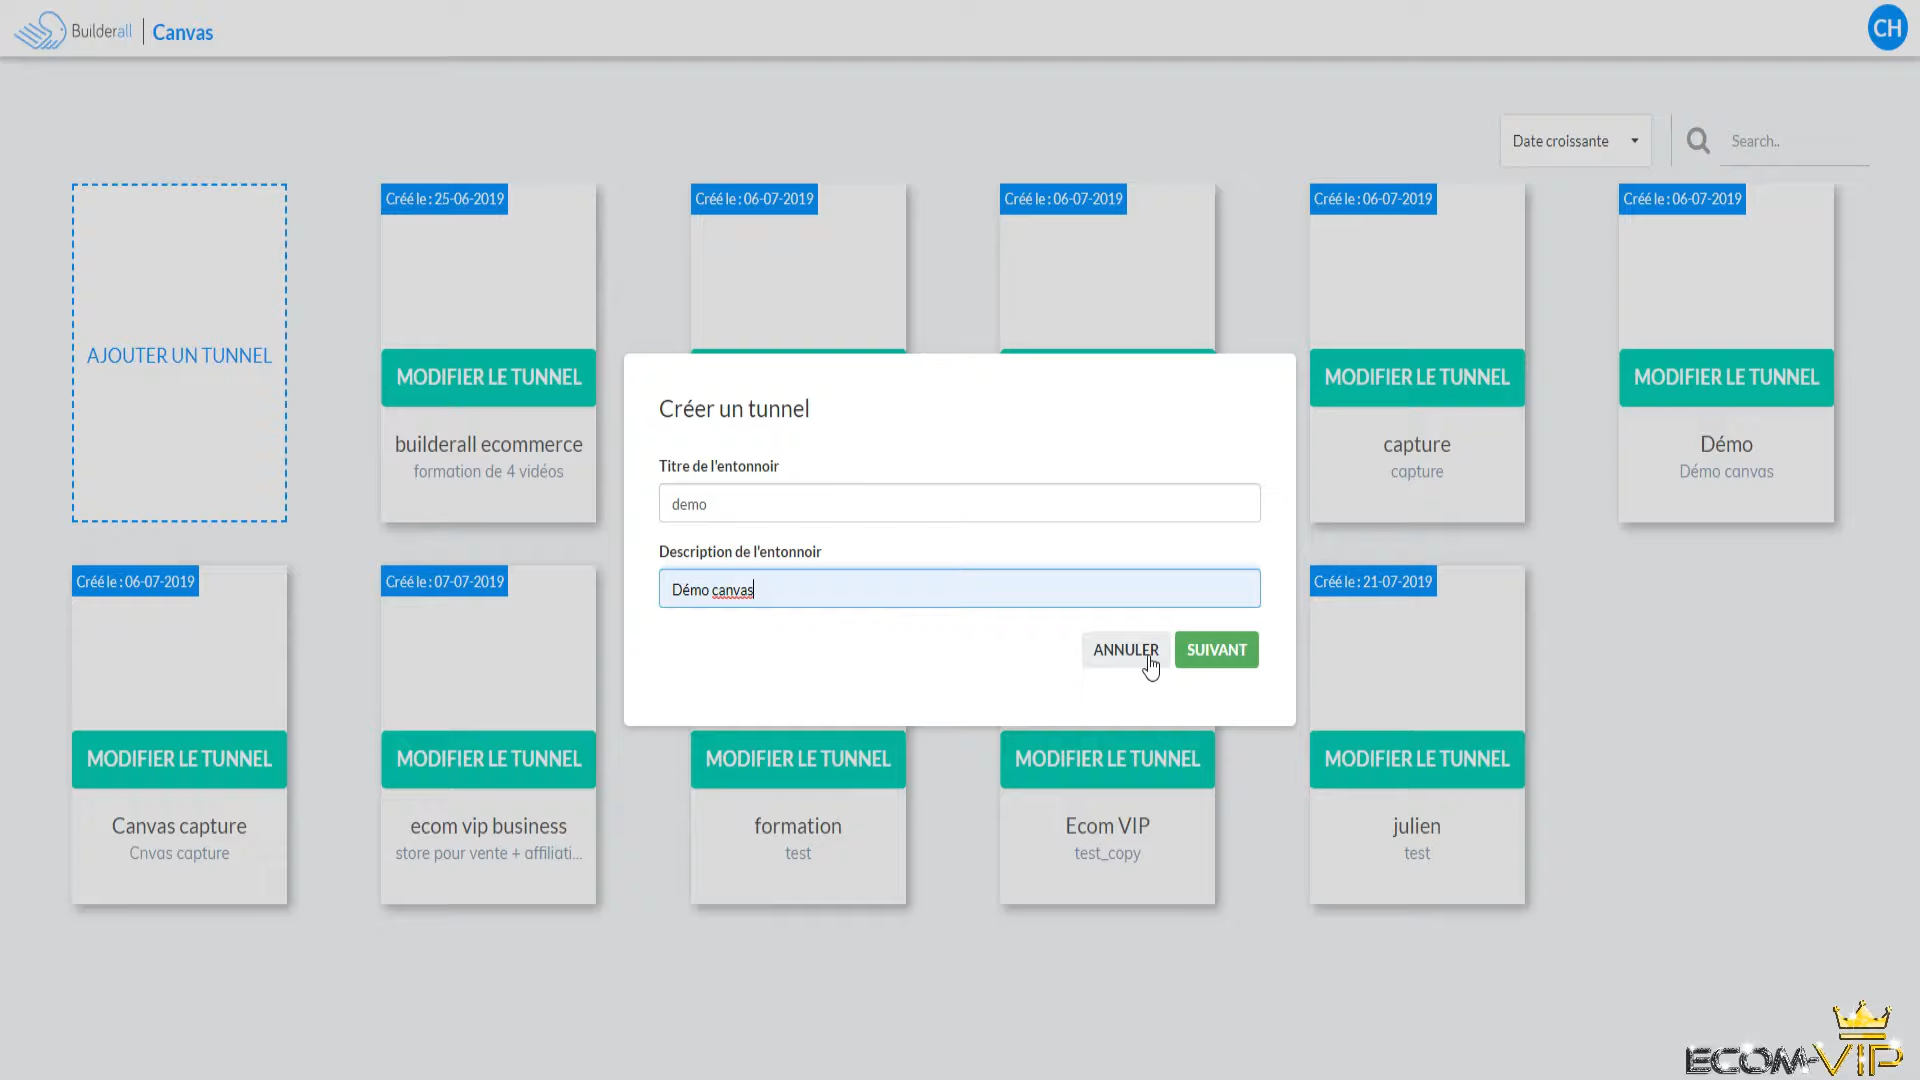 Builderall Canvas
CH
Date croissante
Search..
AJOUTER UN TUNNEL
Créé le : 25-06-2019
MODIFIER LE TUNNEL
builderall ecommerce
formation de 4 vidéos
Créé le : 06-07-2019
Créé le : 06-07-2019
Créé le : 06-07-2019
MODIFIER LE TUNNEL
capture
capture
Créé le : 06-07-2019
MODIFIER LE TUNNEL
Démo
Démo canvas
Créer un tunnel
Titre de l'entonnoir
demo
Description de l'entonnoir
Démo canvas
ANNULER
SUIVANT
Créé le : 06-07-2019
MODIFIER LE TUNNEL
Canvas capture
Cnvas capture
Créé le : 07-07-2019
MODIFIER LE TUNNEL
ecom vip business
store pour vente + affiliati...
MODIFIER LE TUNNEL
formation
test
MODIFIER LE TUNNEL
Ecom VIP
test_copy
Créé le : 21-07-2019
MODIFIER LE TUNNEL
julien
test
ECOM-VIP